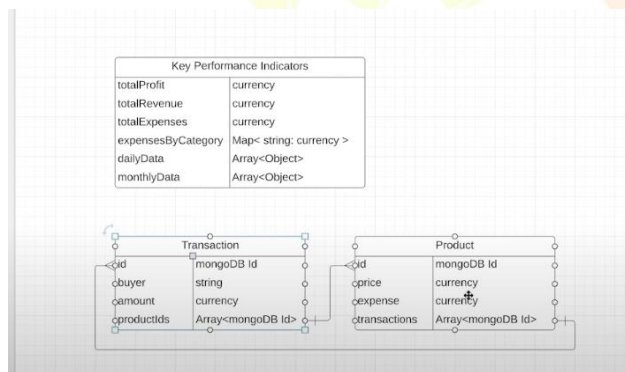 Key Performance Indicators
totalProfit currency
totalRevenue currency
totalExpenses currency
expensesByCategory Map< string: currency >
dailyData Array<Object>
monthlyData Array<Object>
Transaction
id mongoDB Id
buyer string
amount currency
productIds Array<mongoDB Id>
Product
id mongoDB Id
price currency
expense currency
transactions Array<mongoDB Id>